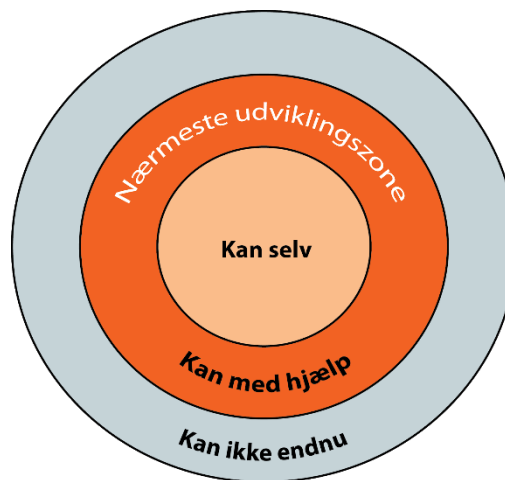 Nærmeste udviklingszone
Kan selv
Kan med hjælp
Kan ikke endnu